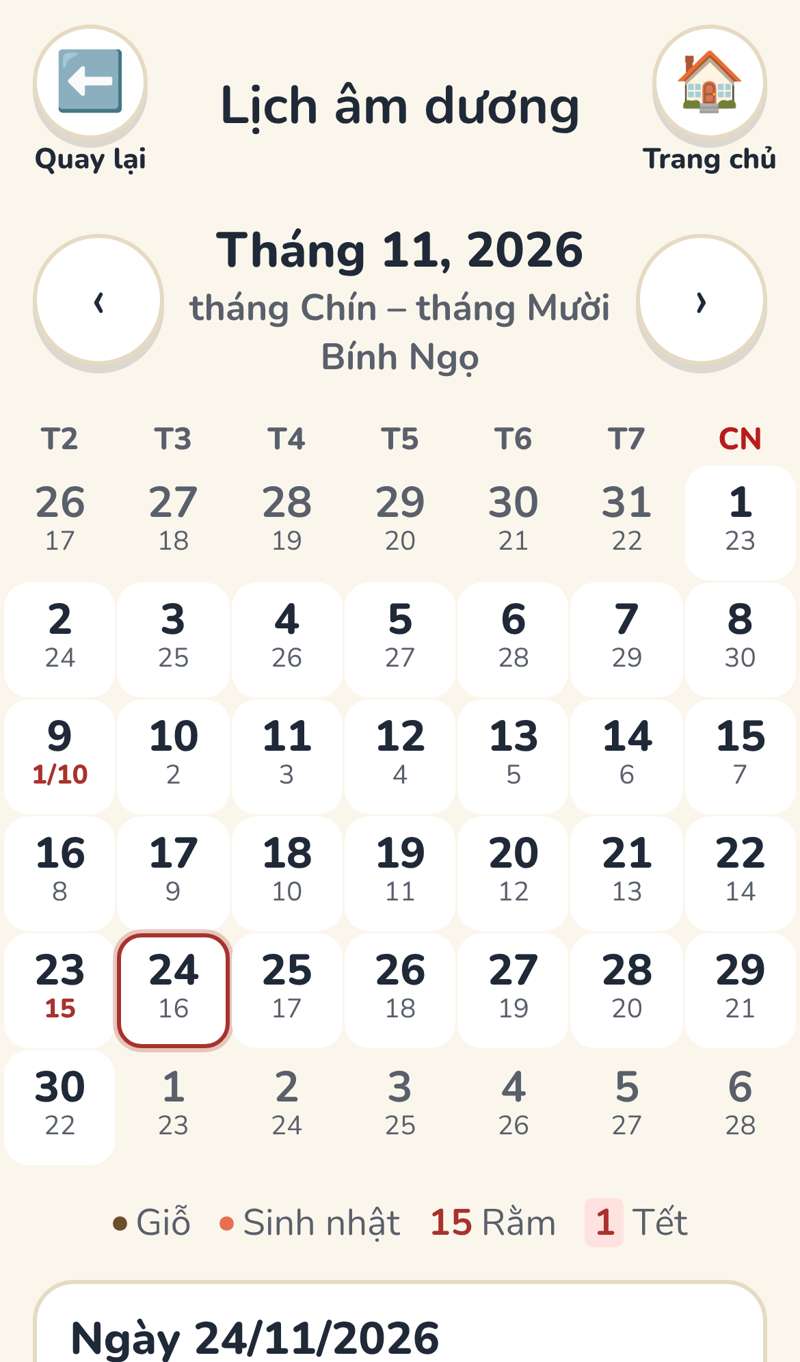 Lịch âm dương
Quay lại
Trang chủ
‹
Tháng 11, 2026
tháng Chín – tháng Mười
Bính Ngọ
›
T2 T3 T4 T5 T6 T7 CN
26 27 28 29 30 31 1
17 18 19 20 21 22 23
2 3 4 5 6 7 8
24 25 26 27 28 29 30
9 10 11 12 13 14 15
1/10 2 3 4 5 6 7
16 17 18 19 20 21 22
8 9 10 11 12 13 14
23 24 25 26 27 28 29
15 16 17 18 19 20 21
30 1 2 3 4 5 6
22 23 24 25 26 27 28
Giỗ Sinh nhật 15 Rằm 1 Tết
Ngày 24/11/2026